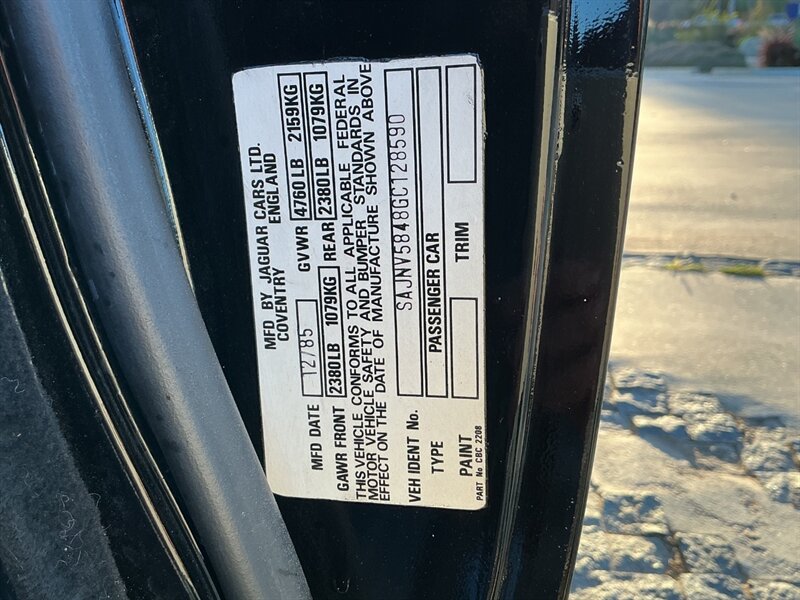 MFD BY JAGUAR CARS LTD.
COVENTRY ENGLAND
MFD DATE 12/85 GVWR 4760LB 2159KG
GAWR FRONT 2380LB 1079KG REAR 2380LB 1079KG
THIS VEHICLE CONFORMS TO ALL APPLICABLE FEDERAL
MOTOR VEHICLE SAFETY AND BUMPER STANDARDS IN
EFFECT ON THE DATE OF MANUFACTURE SHOWN ABOVE
VEH IDENT No. SAJNV5848GC128590
TYPE PASSENGER CAR
PAINT TRIM
PART No CBC 2208